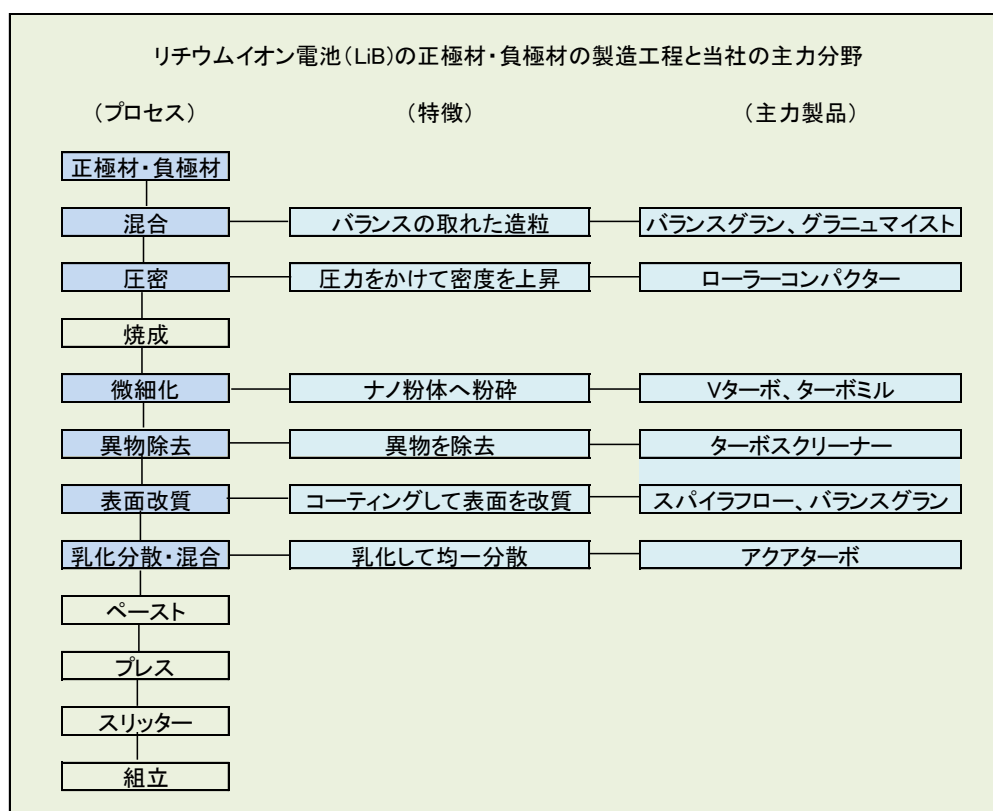 リチウムイオン電池(LiB)の正極材・負極材の製造工程と当社の主力分野
(プロセス) (特徴) (主力製品)
正極材・負極材
混合 バランスの取れた造粒 バランスグラン、グラニュマイスト
圧密 圧力をかけて密度を上昇 ローラーコンパクター
焼成
微細化 ナノ粉体へ粉砕 Vターボ、ターボミル
異物除去 異物を除去 ターボスクリーナー
表面改質 コーティングして表面を改質 スパイラフロー、バランスグラン
乳化分散・混合 乳化して均一分散 アクアターボ
ペースト
プレス
スリッター
組立